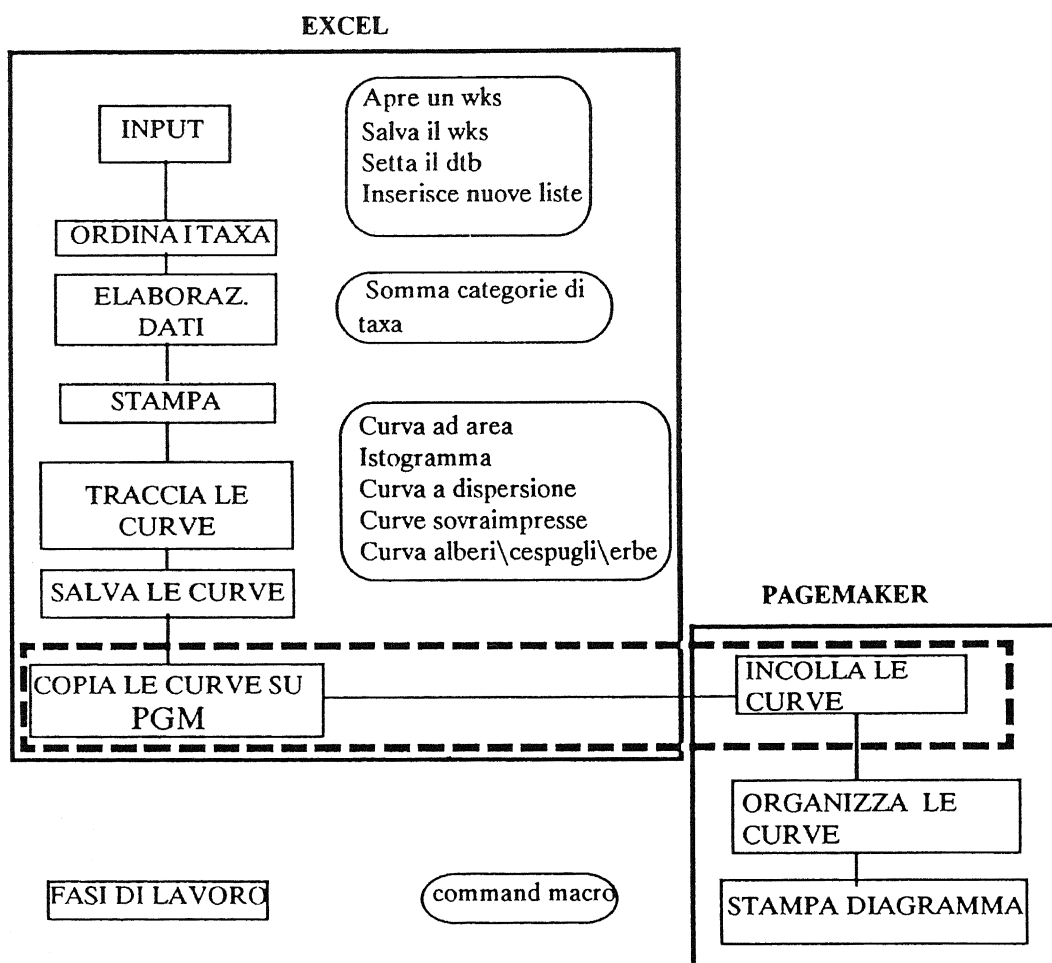 EXCEL
INPUT
Apre un wks
Salva il wks
Setta il dtb
Inserisce nuove liste
ORDINA I TAXA
ELABORAZ.
DATI
Somma categorie di
taxa
STAMPA
Curva ad area
Istogramma
Curva a dispersione
Curve sovraimpresse
Curva alberi\cespugli\erbe
TRACCIA LE
CURVE
SALVA LE CURVE
COPIA LE CURVE SU
PGM
PAGEMAKER
INCOLLA LE
CURVE
ORGANIZZA LE
CURVE
STAMPA DIAGRAMMA
FASI DI LAVORO
command macro